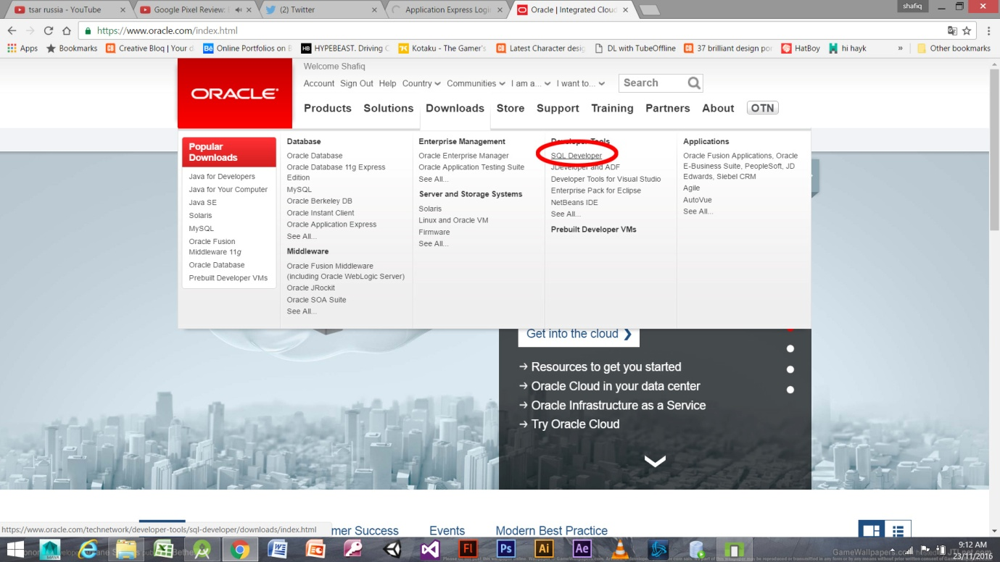 tsar russia - YouTube
Google Pixel Review:
(2) Twitter
Application Express Logi
Oracle | Integrated Cloud
shafiq
https://www.oracle.com/index.html
Apps
Bookmarks
Creative Bloq | Your d
Online Portfolios on B
HYPEBEAST. Driving C
Kotaku - The Gamer's
Latest Character desig
DL with TubeOffline
37 brilliant design por
HatBoy
hi hayk
»
Other bookmarks
Welcome Shafiq
Account Sign Out Help Country Communities I am a... I want to...
Search
ORACLE
Products Solutions Downloads Store Support Training Partners About OTN
Popular
Downloads
Java for Developers
Java for Your Computer
Java SE
Solaris
MySQL
Oracle Fusion
Middleware 11g
Oracle Database
Prebuilt Developer VMs
Database
Oracle Database
Oracle Database 11g Express
Edition
MySQL
Oracle Berkeley DB
Oracle Instant Client
Oracle Application Express
See All...
Middleware
Oracle Fusion Middleware
(including Oracle WebLogic Server)
Oracle JRockit
Oracle SOA Suite
See All...
Enterprise Management
Oracle Enterprise Manager
Oracle Application Testing Suite
See All...
Server and Storage Systems
Solaris
Linux and Oracle VM
Firmware
See All...
Developer Tools
SQL Developer
JDeveloper and ADF
Developer Tools for Visual Studio
Enterprise Pack for Eclipse
NetBeans IDE
See All...
Prebuilt Developer VMs
Applications
Oracle Fusion Applications, Oracle
E-Business Suite, PeopleSoft, JD
Edwards, Siebel CRM
Agile
AutoVue
See All...
Get into the cloud
Resources to get you started
Oracle Cloud in your data center
Oracle Infrastructure as a Service
Try Oracle Cloud
mer Success
Events
Modern Best Practice
https://www.oracle.com/technetwork/developer-tools/sql-developer/downloads/index.html
MAYA
Fl
Ps
Ai
Ae
GameWallpapers.c
9:12 AM
23/11/2016